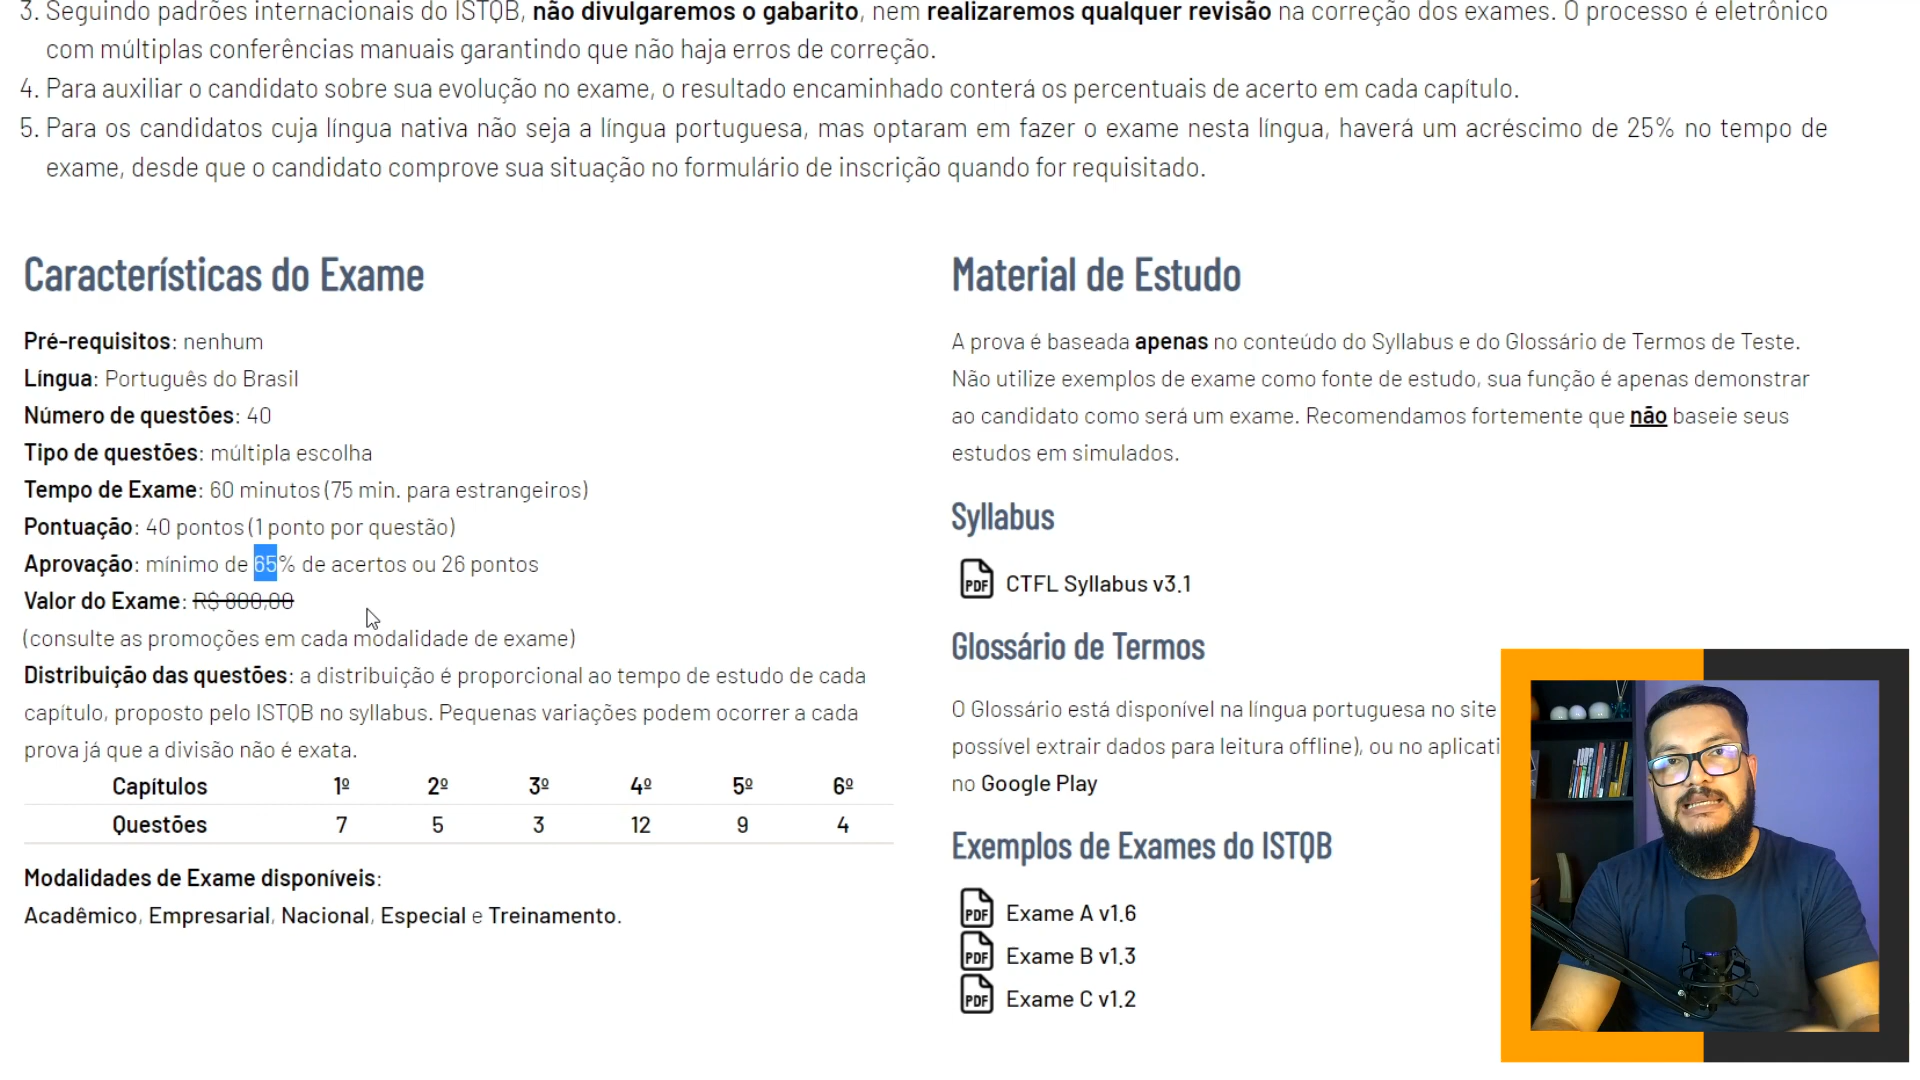 3. Seguindo padrões internacionais do ISTQB, não divulgaremos o gabarito, nem realizaremos qualquer revisão na correção dos exames. O processo é eletrônico
com múltiplas conferências manuais garantindo que não haja erros de correção.
4. Para auxiliar o candidato sobre sua evolução no exame, o resultado encaminhado conterá os percentuais de acerto em cada capítulo.
5. Para os candidatos cuja língua nativa não seja a língua portuguesa, mas optaram em fazer o exame nesta língua, haverá um acréscimo de 25% no tempo de
exame, desde que o candidato comprove sua situação no formulário de inscrição quando for requisitado.
Características do Exame
Pré-requisitos: nenhum
Língua: Português do Brasil
Número de questões: 40
Tipo de questões: múltipla escolha
Tempo de Exame: 60 minutos (75 min. para estrangeiros)
Pontuação: 40 pontos (1 ponto por questão)
Aprovação: mínimo de 65% de acertos ou 26 pontos
Valor do Exame: R$ 800,00
(consulte as promoções em cada modalidade de exame)
Distribuição das questões: a distribuição é proporcional ao tempo de estudo de cada
capítulo, proposto pelo ISTQB no syllabus. Pequenas variações podem ocorrer a cada
prova já que a divisão não é exata.
Capítulos 1º 2º 3º 4º 5º 6º
Questões 7 5 3 12 9 4
Modalidades de Exame disponíveis:
Acadêmico, Empresarial, Nacional, Especial e Treinamento.
Material de Estudo
A prova é baseada apenas no conteúdo do Syllabus e do Glossário de Termos de Teste.
Não utilize exemplos de exame como fonte de estudo, sua função é apenas demonstrar
ao candidato como será um exame. Recomendamos fortemente que não baseie seus
estudos em simulados.
Syllabus
PDF CTFL Syllabus v3.1
Glossário de Termos
O Glossário está disponível na língua portuguesa no site
possível extrair dados para leitura offline), ou no aplicati
no Google Play
Exemplos de Exames do ISTQB
PDF Exame A v1.6
PDF Exame B v1.3
PDF Exame C v1.2